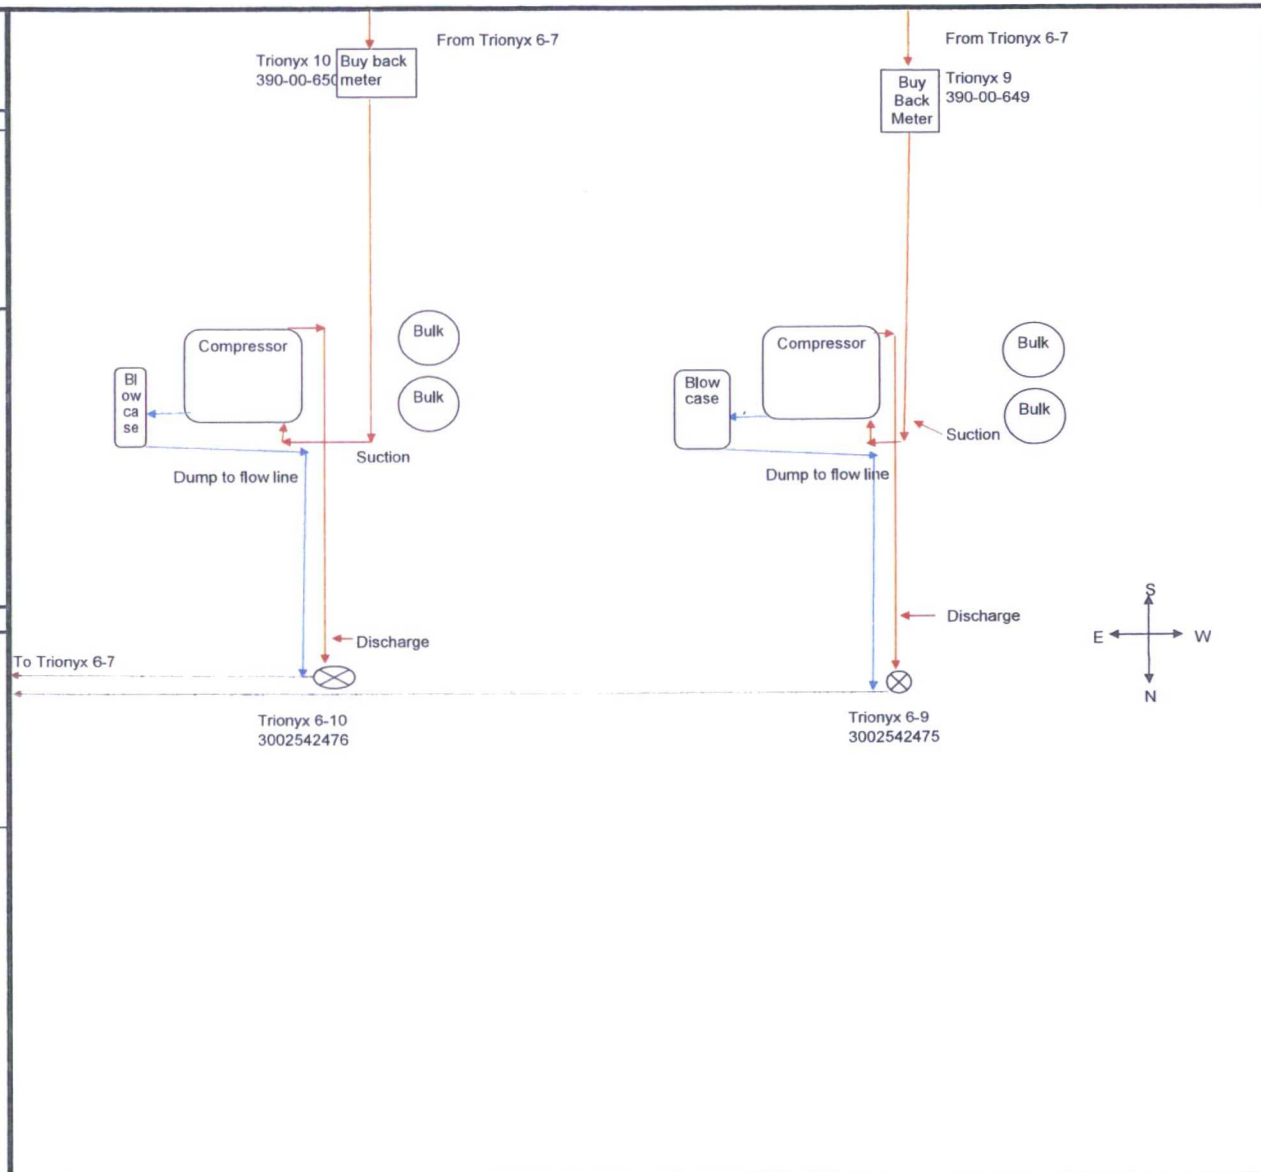 From Trionyx 6-7
Trionyx 10
390-00-650
Buy back
meter
From Trionyx 6-7
Buy
Back
Meter
Trionyx 9
390-00-649
Compressor
Bulk
Bulk
Bl
ow
ca
se
Suction
Dump to flow line
Compressor
Bulk
Bulk
Blow
case
Suction
Dump to flow line
Discharge
Discharge
S
E
W
N
To Trionyx 6-7
Trionyx 6-10
3002542476
Trionyx 6-9
3002542475